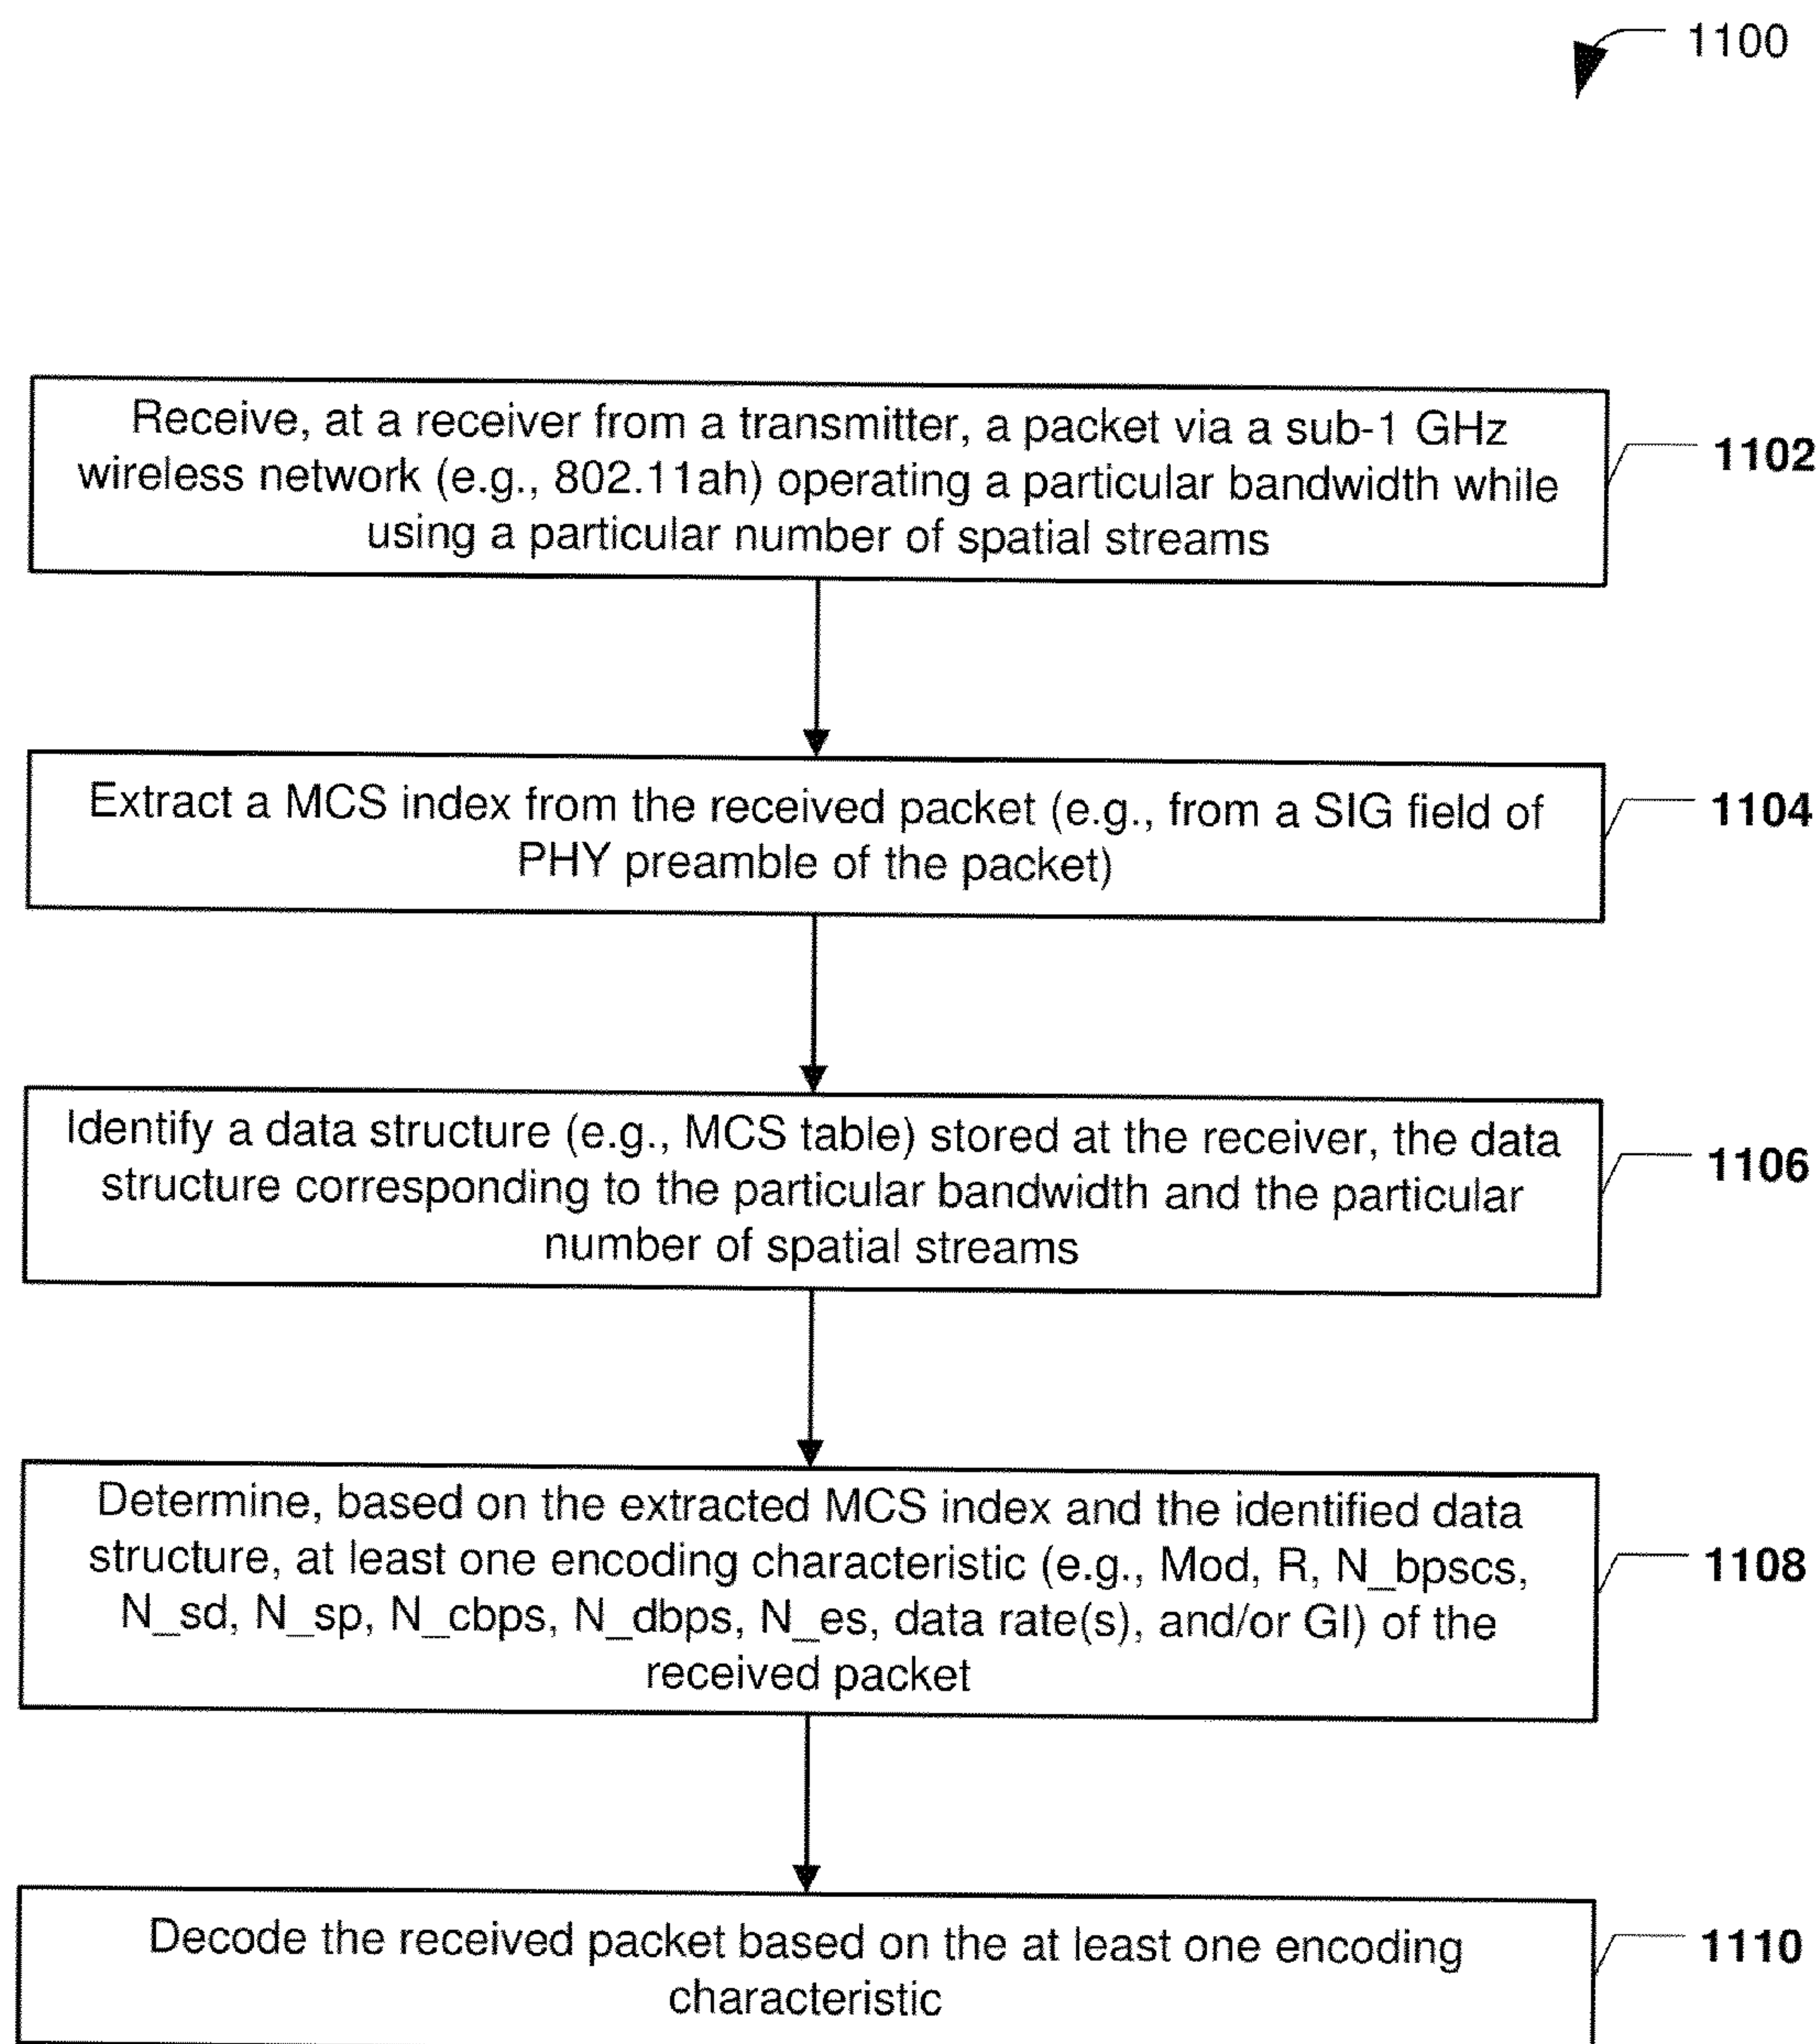 1100
Receive, at a receiver from a transmitter, a packet via a sub-1 GHz
wireless network (e.g., 802.11ah) operating a particular bandwidth while
using a particular number of spatial streams
1102
Extract a MCS index from the received packet (e.g., from a SIG field of
PHY preamble of the packet)
1104
Identify a data structure (e.g., MCS table) stored at the receiver, the data
structure corresponding to the particular bandwidth and the particular
number of spatial streams
1106
Determine, based on the extracted MCS index and the identified data
structure, at least one encoding characteristic (e.g., Mod, R, N_bpscs,
N_sd, N_sp, N_cbps, N_dbps, N_es, data rate(s), and/or GI) of the
received packet
1108
Decode the received packet based on the at least one encoding
characteristic
1110